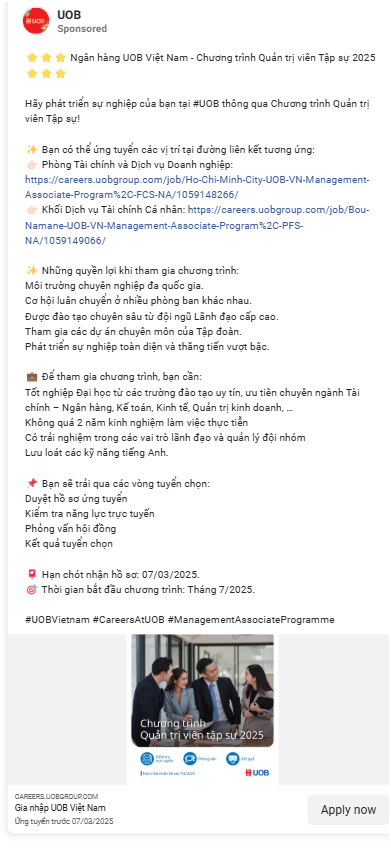 UOB
Sponsored
⭐⭐⭐ Ngân hàng UOB Việt Nam - Chương trình Quản trị viên Tập sự 2025
⭐⭐⭐
Hãy phát triển sự nghiệp của bạn tại #UOB thông qua Chương trình Quản trị
viên Tập sự!
✨ Bạn có thể ứng tuyển các vị trí tại đường liên kết tương ứng:
👉🏻 Phòng Tài chính và Dịch vụ Doanh nghiệp:
https://careers.uobgroup.com/job/Ho-Chi-Minh-City-UOB-VN-Management-
Associate-Program%2C-FCS-NA/1059148266/
👉🏻 Khối Dịch vụ Tài chính Cá nhân: https://careers.uobgroup.com/job/Bou-
Namane-UOB-VN-Management-Associate-Program%2C-PFS-
NA/1059149066/
✨ Những quyền lợi khi tham gia chương trình:
Môi trường chuyên nghiệp đa quốc gia.
Cơ hội luân chuyển ở nhiều phòng ban khác nhau.
Được đào tạo chuyên sâu từ đội ngũ Lãnh đạo cấp cao.
Tham gia các dự án chuyên môn của Tập đoàn.
Phát triển sự nghiệp toàn diện và thăng tiến vượt bậc.
💼 Để tham gia chương trình, bạn cần:
Tốt nghiệp Đại học từ các trường đào tạo uy tín, ưu tiên chuyên ngành Tài
chính – Ngân hàng, Kế toán, Kinh tế, Quản trị kinh doanh, ...
Không quá 2 năm kinh nghiệm làm việc thực tiễn
Có trải nghiệm trong các vai trò lãnh đạo và quản lý đội nhóm
Lưu loát các kỹ năng tiếng Anh.
📌 Bạn sẽ trải qua các vòng tuyển chọn:
Duyệt hồ sơ ứng tuyển
Kiểm tra năng lực trực tuyến
Phỏng vấn hội đồng
Kết quả tuyển chọn
📮 Hạn chót nhận hồ sơ: 07/03/2025.
🎯 Thời gian bắt đầu chương trình: Tháng 7/2025.
#UOBVietnam #CareersAtUOB #ManagementAssociateProgramme
Chương trình
Quản trị viên tập sự 2025
Kiểm tra
trực tuyến
Phỏng vấn
Kết quả
UOB
CAREERS.UOBGROUP.COM
Gia nhập UOB Việt Nam
Ứng tuyển trước 07/03/2025
Apply now